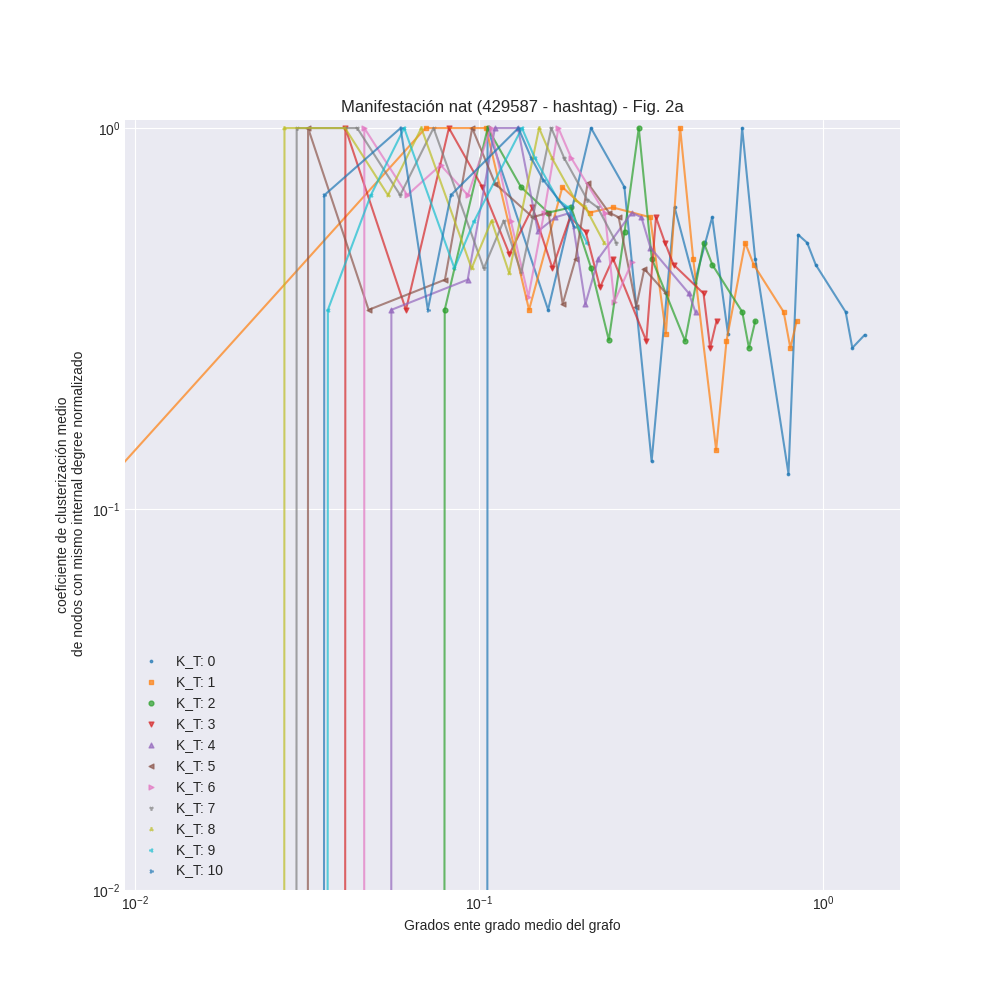 Manifestación nat (429587 - hashtag) - Fig. 2a
10⁰
10⁻¹
10⁻²
coeficiente de clusterización medio
de nodos con mismo internal degree normalizado
K_T: 0
K_T: 1
K_T: 2
K_T: 3
K_T: 4
K_T: 5
K_T: 6
K_T: 7
K_T: 8
K_T: 9
K_T: 10
10⁻² 10⁻¹ 10⁰
Grados ente grado medio del grafo